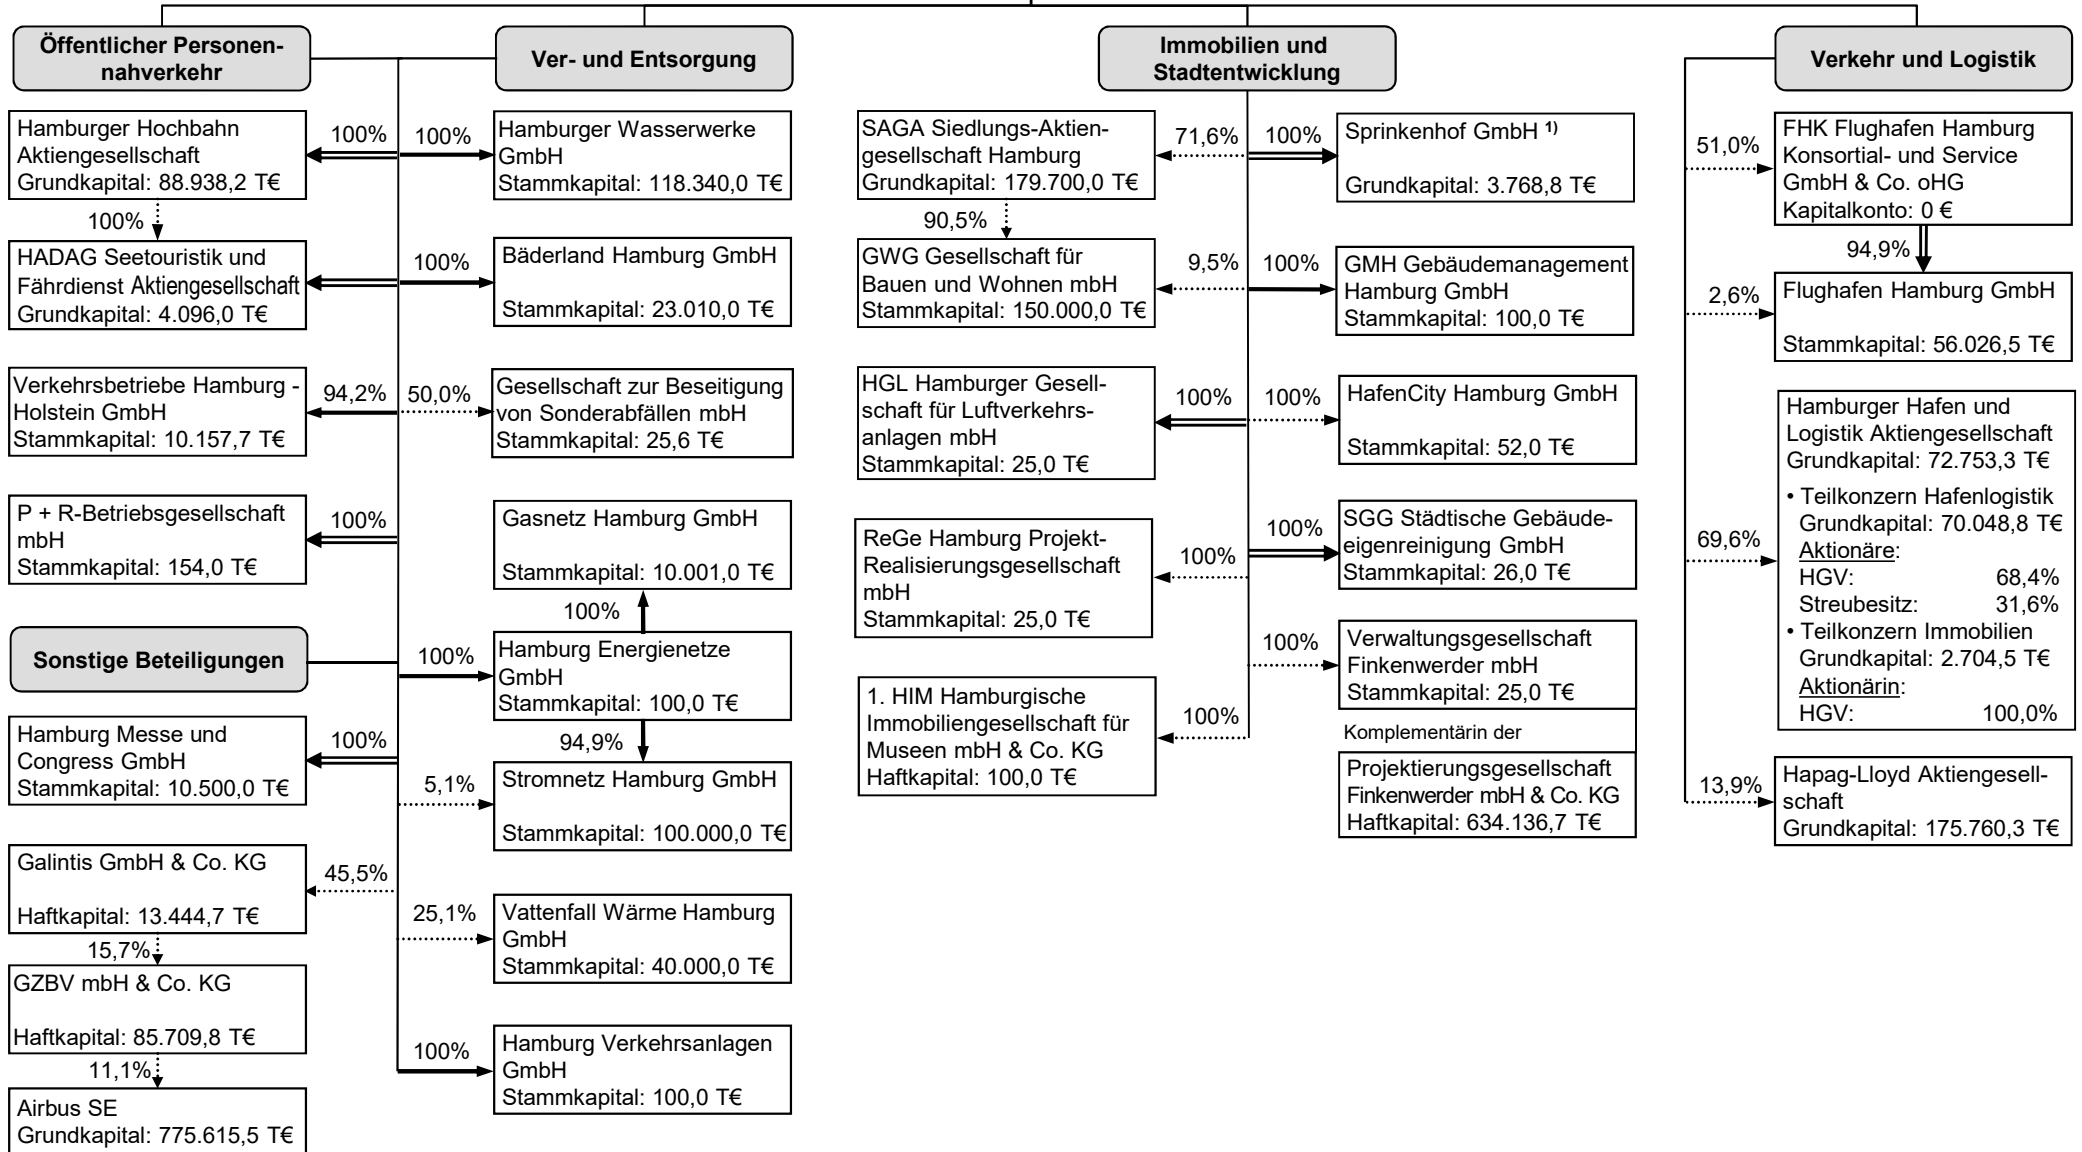 Öffentlicher Personen-
nahverkehr
Hamburger Hochbahn
Aktiengesellschaft
Grundkapital: 88.938,2 T€
100%
100%
HADAG Seetouristik und
Fährdienst Aktiengesellschaft
Grundkapital: 4.096,0 T€
Verkehrsbetriebe Hamburg -
Holstein GmbH
Stammkapital: 10.157,7 T€
94,2%
P + R-Betriebsgesellschaft
mbH
Stammkapital: 154,0 T€
100%
Sonstige Beteiligungen
Hamburg Messe und
Congress GmbH
Stammkapital: 10.500,0 T€
100%
Galintis GmbH & Co. KG
Haftkapital: 13.444,7 T€
45,5%
15,7%
GZBV mbH & Co. KG
Haftkapital: 85.709,8 T€
11,1%
Airbus SE
Grundkapital: 775.615,5 T€
Ver- und Entsorgung
100%
Hamburger Wasserwerke
GmbH
Stammkapital: 118.340,0 T€
100%
Bäderland Hamburg GmbH
Stammkapital: 23.010,0 T€
50,0%
Gesellschaft zur Beseitigung
von Sonderabfällen mbH
Stammkapital: 25,6 T€
Gasnetz Hamburg GmbH
Stammkapital: 10.001,0 T€
100%
100%
Hamburg Energienetze
GmbH
Stammkapital: 100,0 T€
94,9%
5,1%
Stromnetz Hamburg GmbH
Stammkapital: 100.000,0 T€
25,1%
Vattenfall Wärme Hamburg
GmbH
Stammkapital: 40.000,0 T€
100%
Hamburg Verkehrsanlagen
GmbH
Stammkapital: 100,0 T€
Immobilien und
Stadtentwicklung
SAGA Siedlungs-Aktien-
gesellschaft Hamburg
Grundkapital: 179.700,0 T€
71,6%
90,5%
GWG Gesellschaft für
Bauen und Wohnen mbH
Stammkapital: 150.000,0 T€
9,5%
HGL Hamburger Gesell-
schaft für Luftverkehrs-
anlagen mbH
Stammkapital: 25,0 T€
100%
ReGe Hamburg Projekt-
Realisierungsgesellschaft
mbH
Stammkapital: 25,0 T€
100%
1. HIM Hamburgische
Immobiliengesellschaft für
Museen mbH & Co. KG
Haftkapital: 100,0 T€
100%
100%
Sprinkenhof GmbH 1)
Grundkapital: 3.768,8 T€
100%
GMH Gebäudemanagement
Hamburg GmbH
Stammkapital: 100,0 T€
100%
HafenCity Hamburg GmbH
Stammkapital: 52,0 T€
100%
SGG Städtische Gebäude-
eigenreinigung GmbH
Stammkapital: 26,0 T€
100%
Verwaltungsgesellschaft
Finkenwerder mbH
Stammkapital: 25,0 T€
Komplementärin der
Projektierungsgesellschaft
Finkenwerder mbH & Co. KG
Haftkapital: 634.136,7 T€
Verkehr und Logistik
51,0%
FHK Flughafen Hamburg
Konsortial- und Service
GmbH & Co. oHG
Kapitalkonto: 0 €
94,9%
2,6%
Flughafen Hamburg GmbH
Stammkapital: 56.026,5 T€
69,6%
Hamburger Hafen und
Logistik Aktiengesellschaft
Grundkapital: 72.753,3 T€
• Teilkonzern Hafenlogistik
Grundkapital: 70.048,8 T€
Aktionäre:
HGV: 68,4%
Streubesitz: 31,6%
• Teilkonzern Immobilien
Grundkapital: 2.704,5 T€
Aktionärin:
HGV: 100,0%
13,9%
Hapag-Lloyd Aktiengesell-
schaft
Grundkapital: 175.760,3 T€